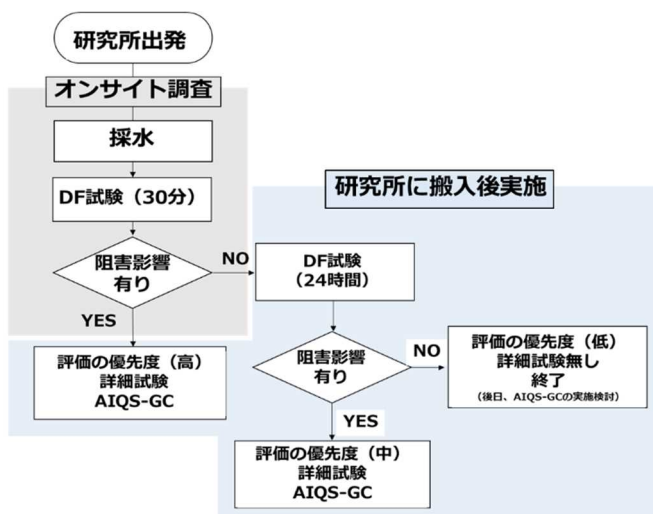 研究所出発
オンサイト調査
採水
DF試験（30分）
阻害影響
有り
NO
YES
評価の優先度（高）
詳細試験
AIQS-GC
研究所に搬入後実施
DF試験
（24時間）
阻害影響
有り
NO
YES
評価の優先度（低）
詳細試験無し
終了
（後日、AIQS-GCの実施検討）
評価の優先度（中）
詳細試験
AIQS-GC